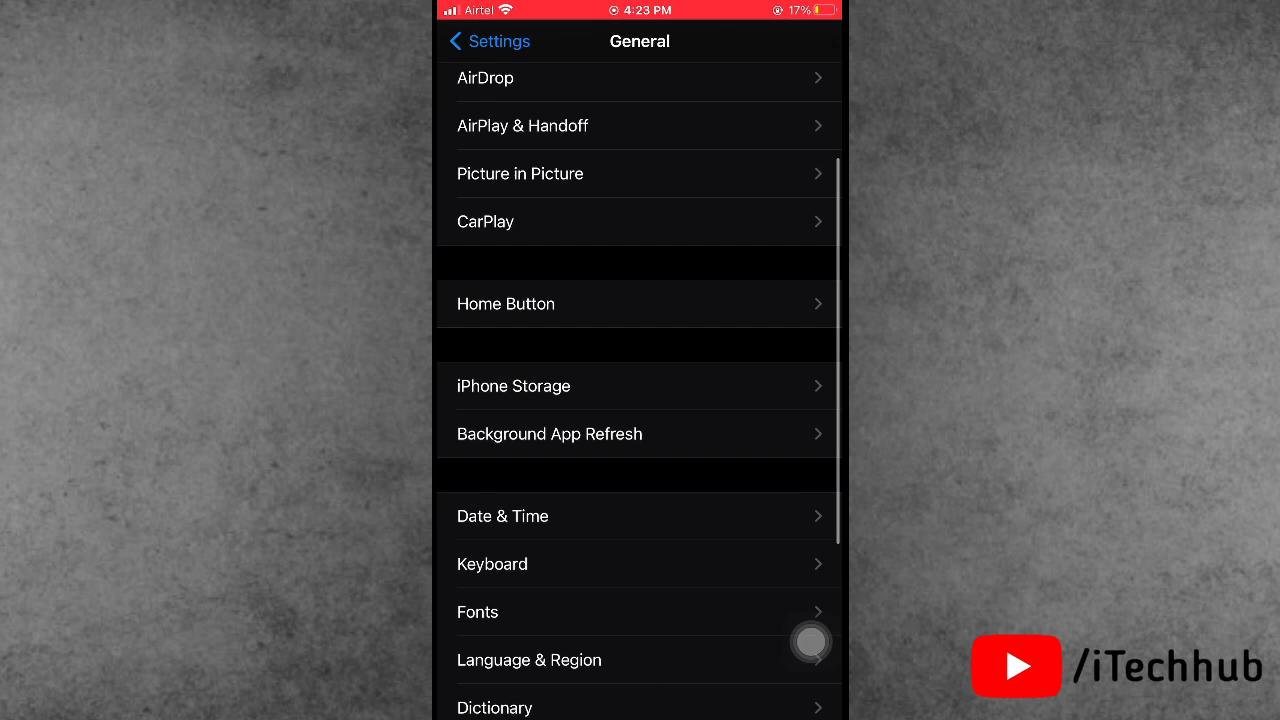 Airtel 4:23 PM 17%
Settings General
AirDrop
AirPlay & Handoff
Picture in Picture
CarPlay
Home Button
iPhone Storage
Background App Refresh
Date & Time
Keyboard
Fonts
Language & Region
Dictionary
/iTechhub